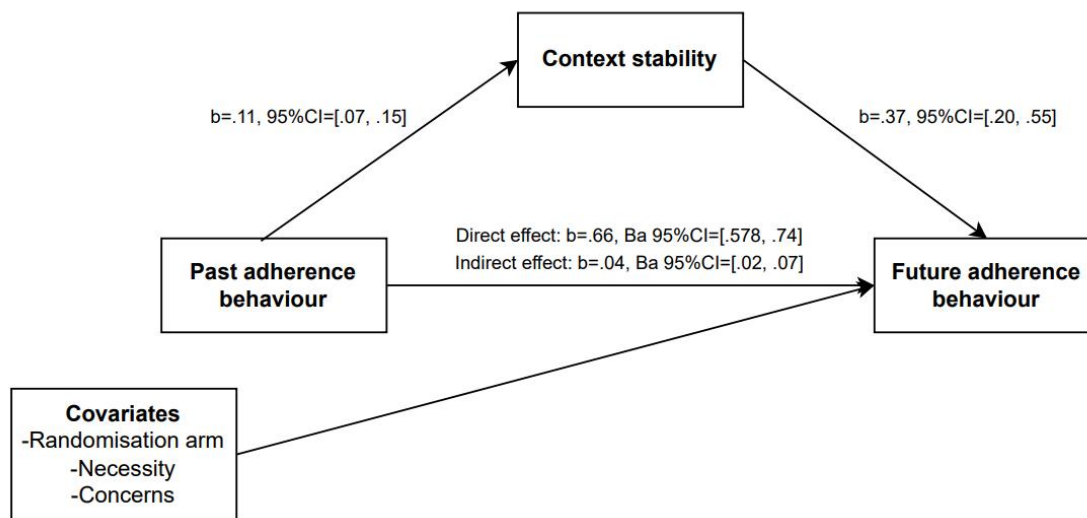 Context stability
b=.11, 95%CI=[.07, .15]
b=.37, 95%CI=[.20, .55]
Direct effect: b=.66, Ba 95%CI=[.578, .74]
Indirect effect: b=.04, Ba 95%CI=[.02, .07]
Past adherence
behaviour
Future adherence
behaviour
Covariates
-Randomisation arm
-Necessity
-Concerns